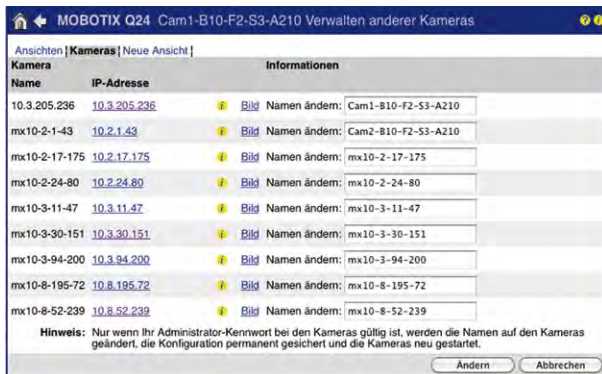 MOBOTIX Q24 Cam1-B10-F2-S3-A210 Verwalten anderer Kameras
Ansichten | Kameras | Neue Ansicht |
Kamera Informationen
Name IP-Adresse
10.3.205.236 10.3.205.236 i Bild Namen ändern: Cam1-B10-F2-S3-A210
mx10-2-1-43 10.2.1.43 i Bild Namen ändern: Cam2-B10-F2-S3-A210
mx10-2-17-175 10.2.17.175 i Bild Namen ändern: mx10-2-17-175
mx10-2-24-80 10.2.24.80 i Bild Namen ändern: mx10-2-24-80
mx10-3-11-47 10.3.11.47 i Bild Namen ändern: mx10-3-11-47
mx10-3-30-151 10.3.30.151 i Bild Namen ändern: mx10-3-30-151
mx10-3-94-200 10.3.94.200 i Bild Namen ändern: mx10-3-94-200
mx10-8-195-72 10.8.195.72 i Bild Namen ändern: mx10-8-195-72
mx10-8-52-239 10.8.52.239 i Bild Namen ändern: mx10-8-52-239
Hinweis: Nur wenn Ihr Administrator-Kennwort bei den Kameras gültig ist, werden die Namen auf den Kameras
geändert, die Konfiguration permanent gesichert und die Kameras neu gestartet.
Ändern Abbrechen